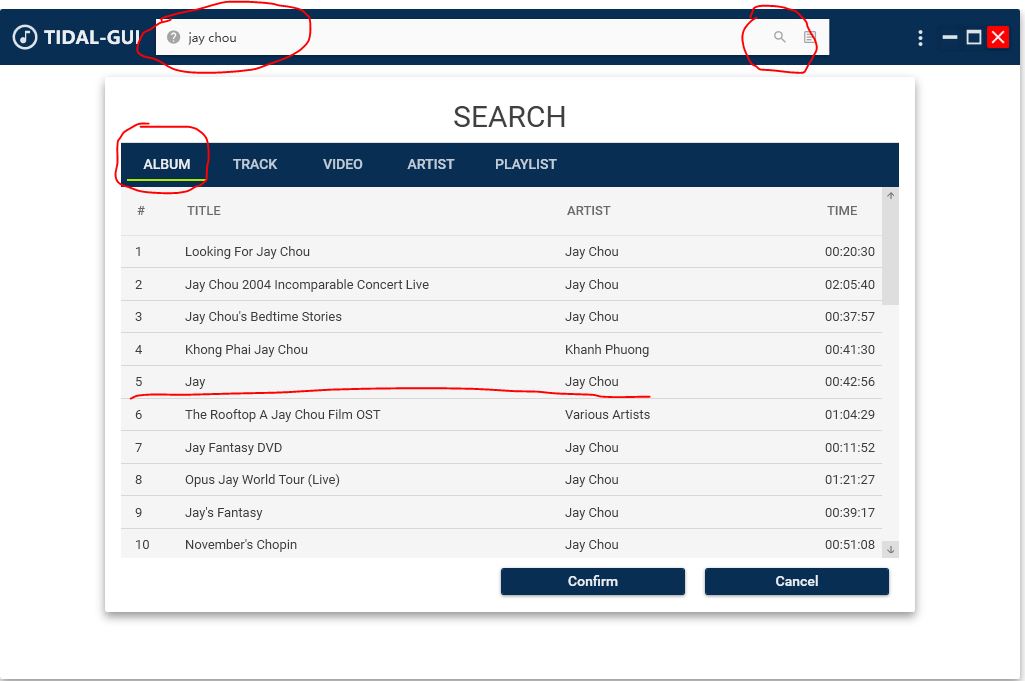 TIDAL-GUI
jay chou
SEARCH
ALBUM TRACK VIDEO ARTIST PLAYLIST
# TITLE ARTIST TIME
1 Looking For Jay Chou Jay Chou 00:20:30
2 Jay Chou 2004 Incomparable Concert Live Jay Chou 02:05:40
3 Jay Chou's Bedtime Stories Jay Chou 00:37:57
4 Khong Phai Jay Chou Khanh Phuong 00:41:30
5 Jay Jay Chou 00:42:56
6 The Rooftop A Jay Chou Film OST Various Artists 01:04:29
7 Jay Fantasy DVD Jay Chou 00:11:52
8 Opus Jay World Tour (Live) Jay Chou 01:21:27
9 Jay's Fantasy Jay Chou 00:39:17
10 November's Chopin Jay Chou 00:51:08
Confirm Cancel